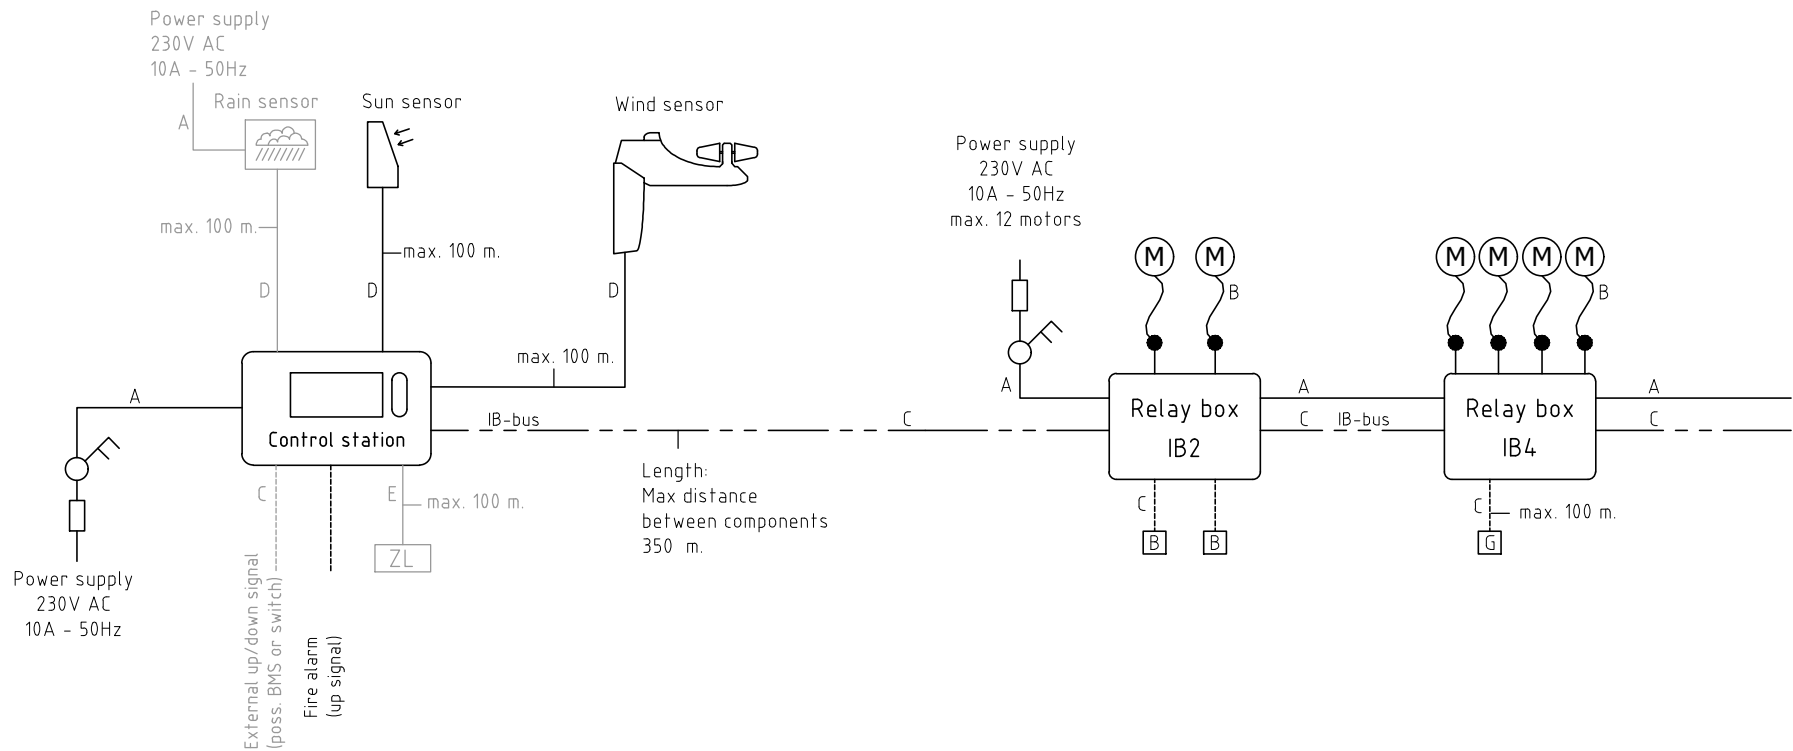 Power supply
230V AC
10A - 50Hz
A
Rain sensor
max. 100 m.
D
Sun sensor
max. 100 m.
D
Wind sensor
D
max. 100 m.
A
Control station
IB-bus
C
Length:
Max distance
between components
350 m.
Power supply
230V AC
10A - 50Hz
C
External up/down signal
(poss. BMS or switch)
Fire alarm
(up signal)
E
max. 100 m.
ZL
Power supply
230V AC
10A - 50Hz
max. 12 motors
A
M
M
B
Relay box
IB2
C
B
B
A
C
IB-bus
M
M
M
M
B
Relay box
IB4
C
max. 100 m.
G
A
C